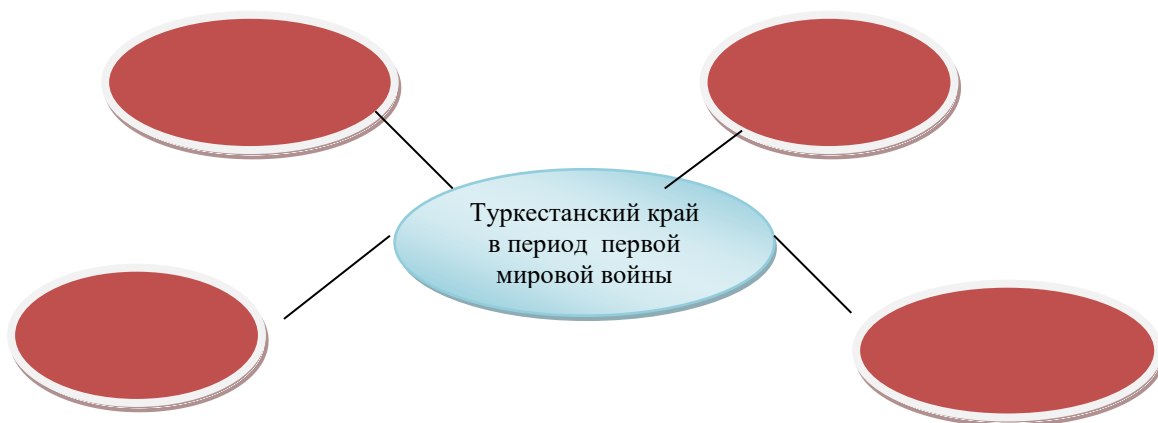 Туркестанский край
в период первой
мировой войны